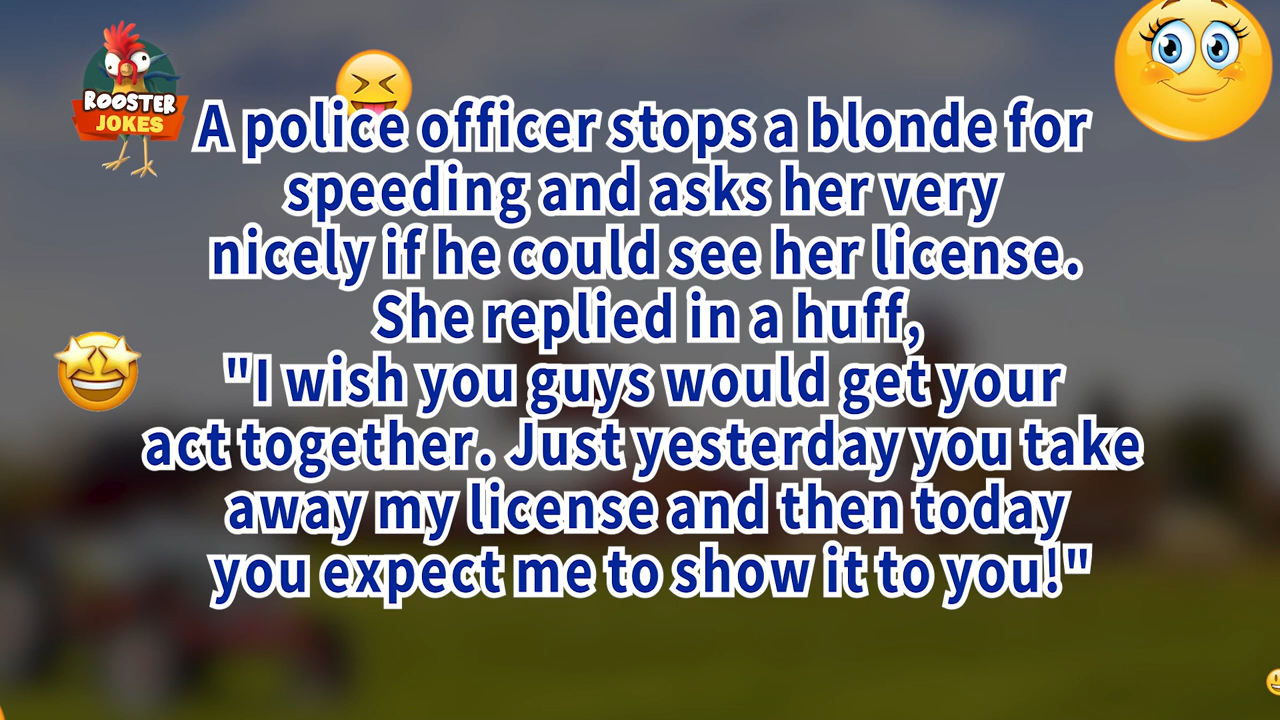 ROOSTER
JOKES
A police officer stops a blonde for
speeding and asks her very
nicely if he could see her license.
She replied in a huff,
"I wish you guys would get your
act together. Just yesterday you take
away my license and then today
you expect me to show it to you!"